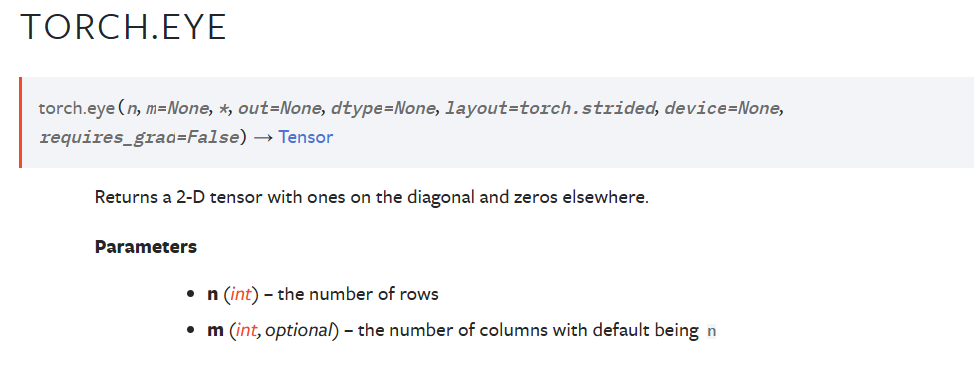 TORCH.EYE
torch.eye(n, m=None, *, out=None, dtype=None, layout=torch.strided, device=None,
requires_grad=False) → Tensor
Returns a 2-D tensor with ones on the diagonal and zeros elsewhere.
Parameters
• n (int) – the number of rows
• m (int, optional) – the number of columns with default being n